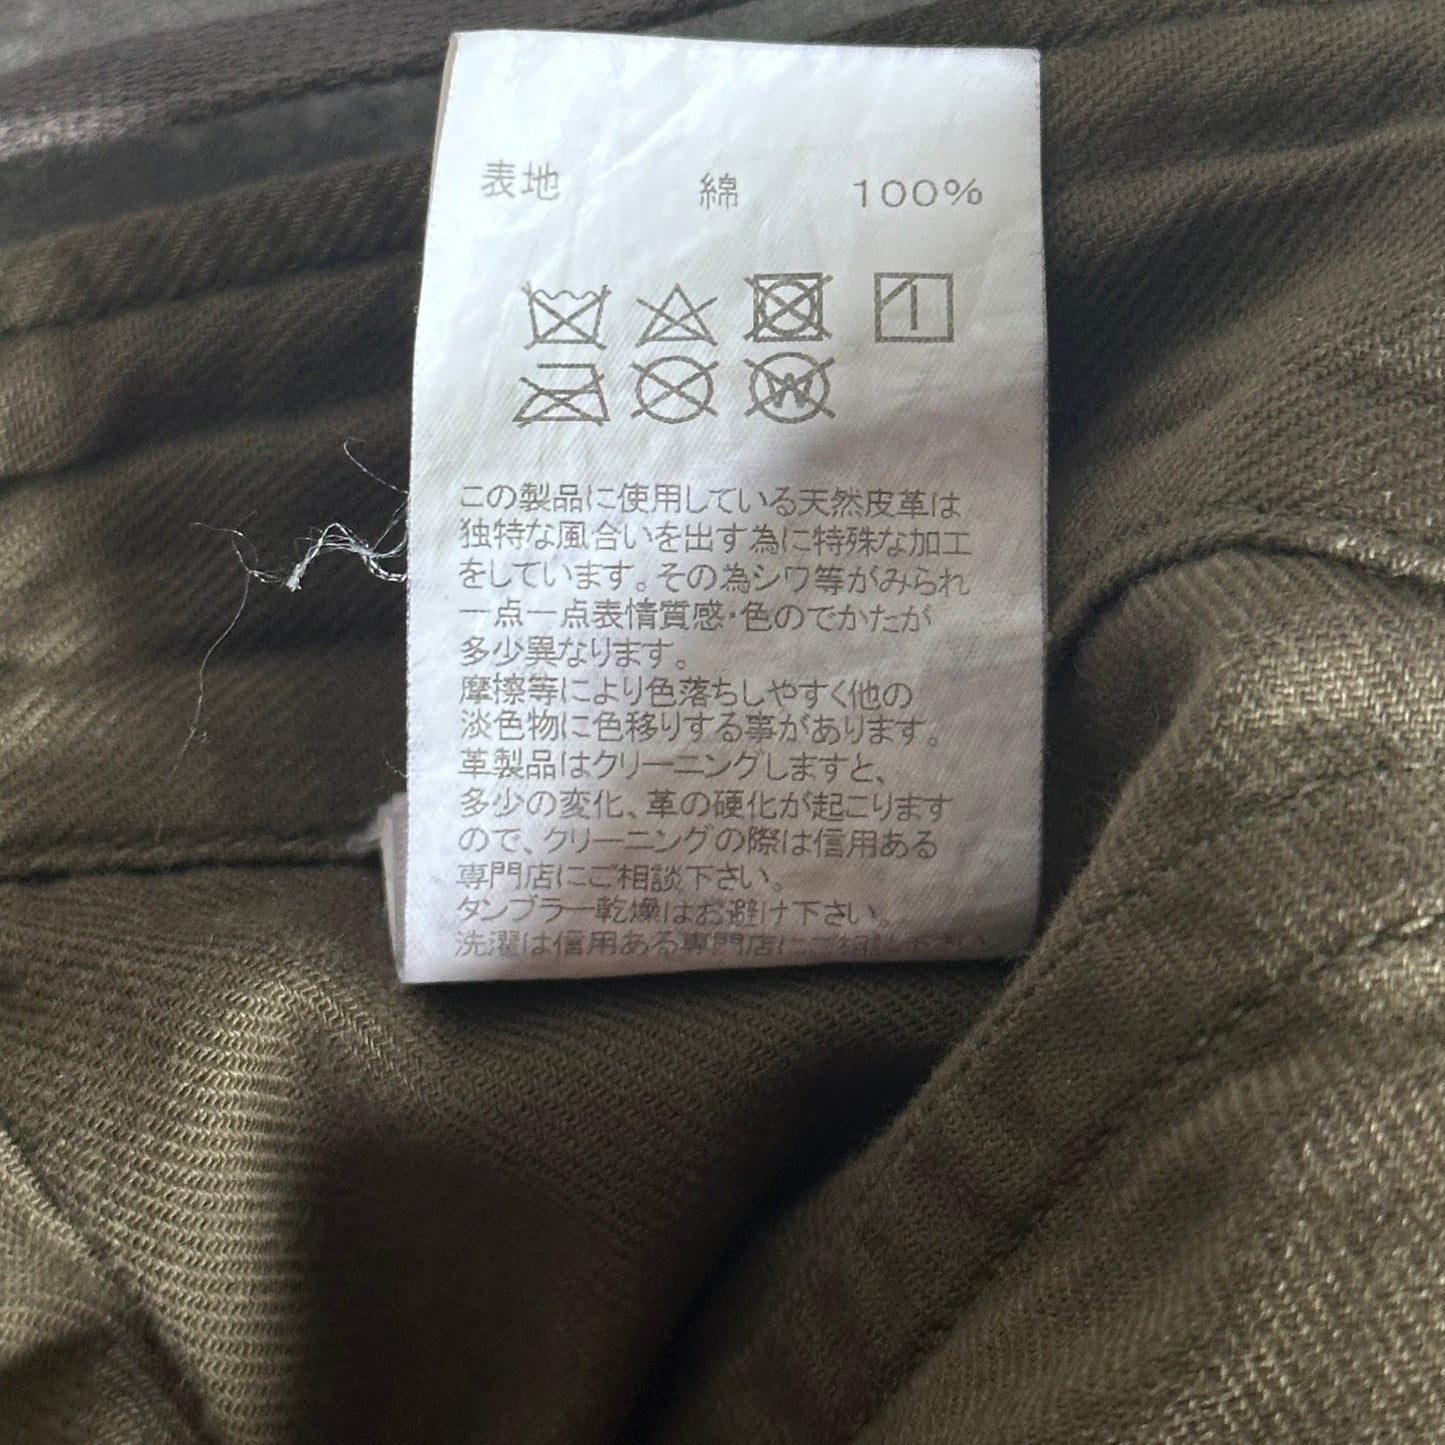 表地 綿 100%
W
この製品に使用している天然皮革は
独特な風合いを出す為に特殊な加工
をしています。その為シワ等がみられ
一点一点表情質感・色のでかたが
多少異なります。
摩擦等により色落ちしやすく他の
淡色物に色移りする事があります。
革製品はクリーニングしますと、
多少の変化、革の硬化が起こります
ので、クリーニングの際は信用ある
専門店にご相談下さい。
タンブラー乾燥はお避け下さい。
洗濯は信用ある専門店にご相談下さい